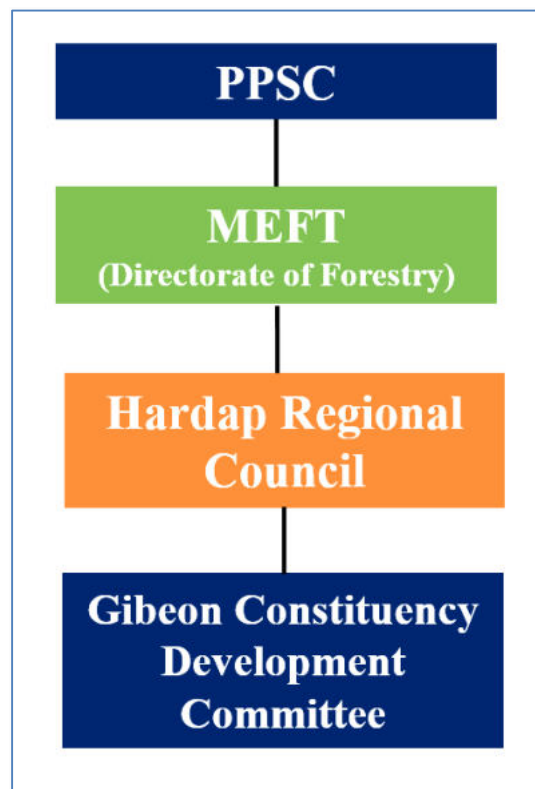 PPSC
MEFT
(Directorate of Forestry)
Hardap Regional
Council
Gibeon Constituency
Development
Committee